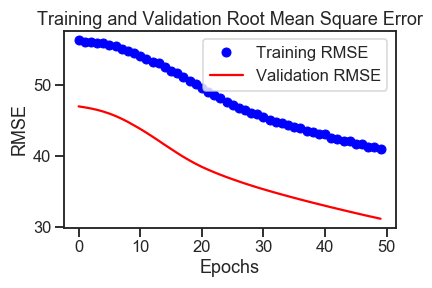 Training and Validation Root Mean Square Error
Training RMSE
Validation RMSE
RMSE
50
40
30
0
10
20
30
40
50
Epochs